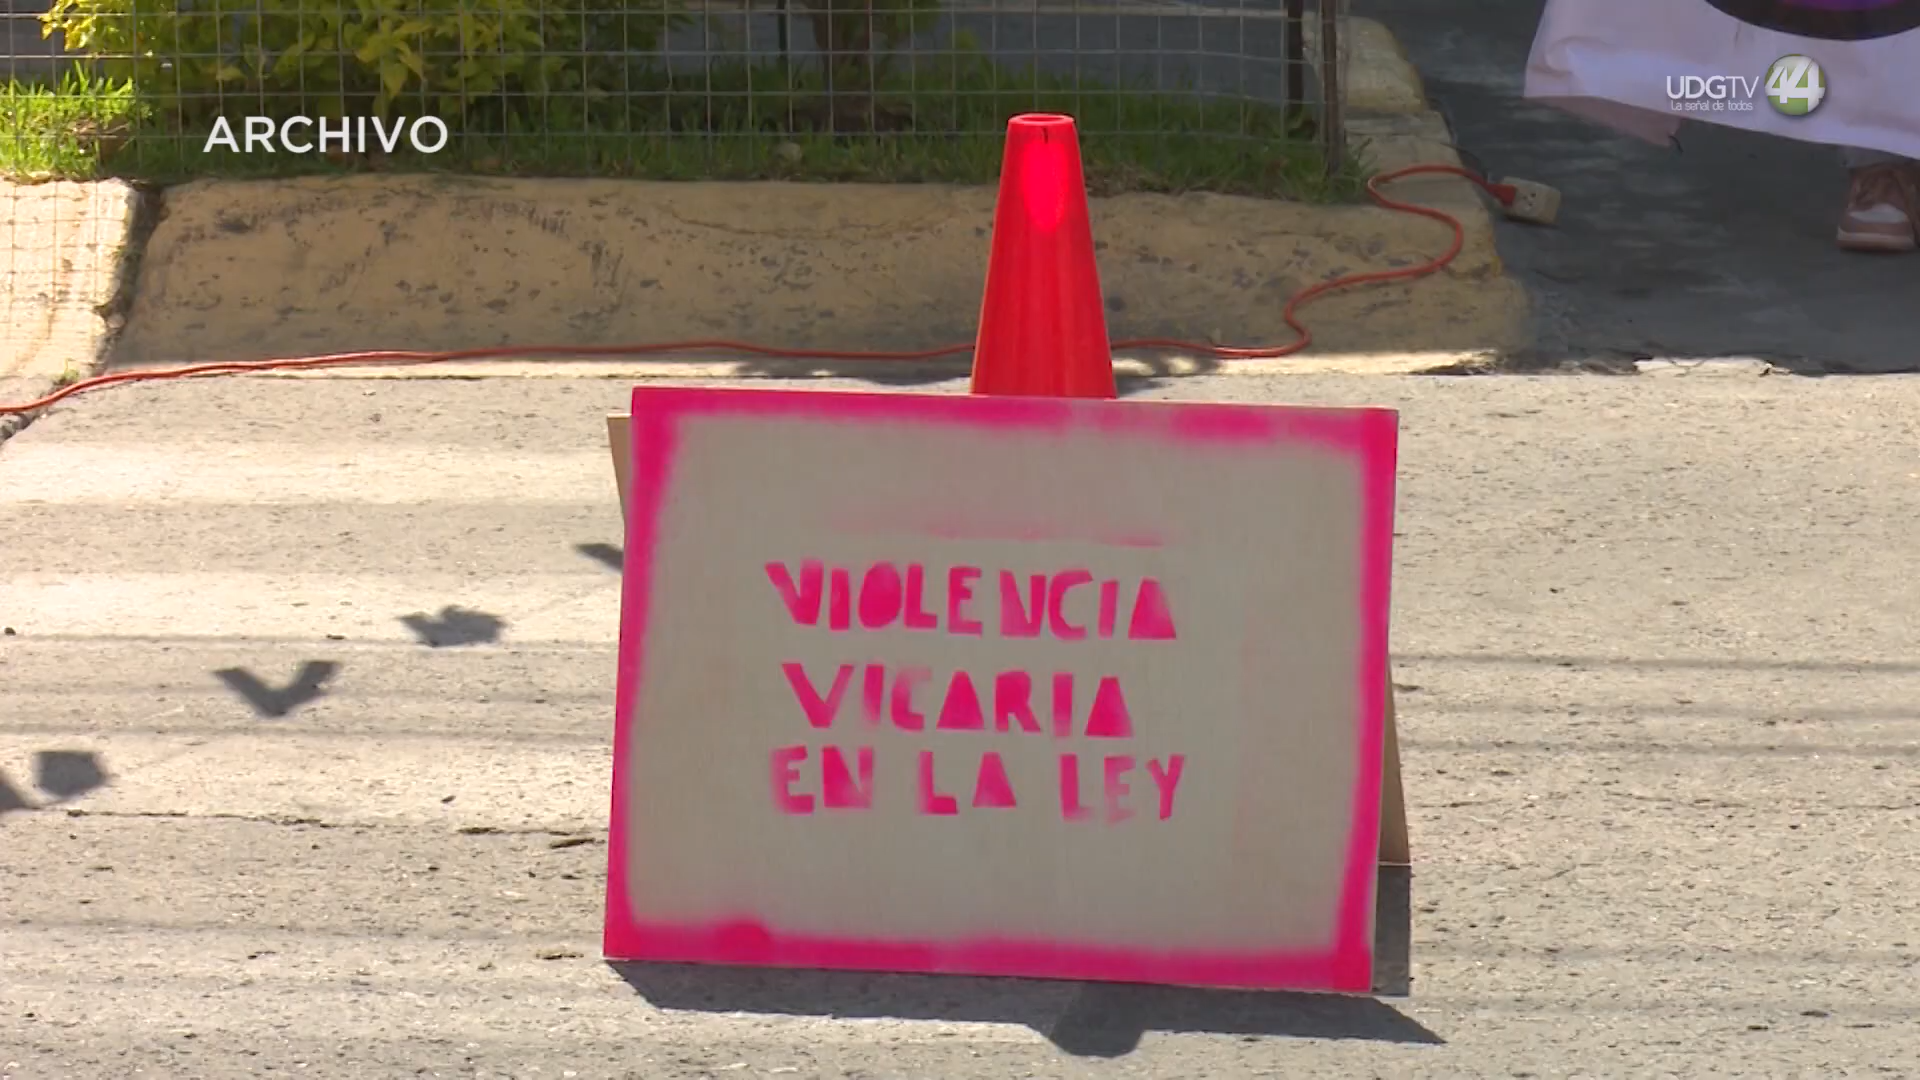 ARCHIVO
UDGTV 44
La señal de todos
VIOLENCIA
VICARIA
EN LA LEY